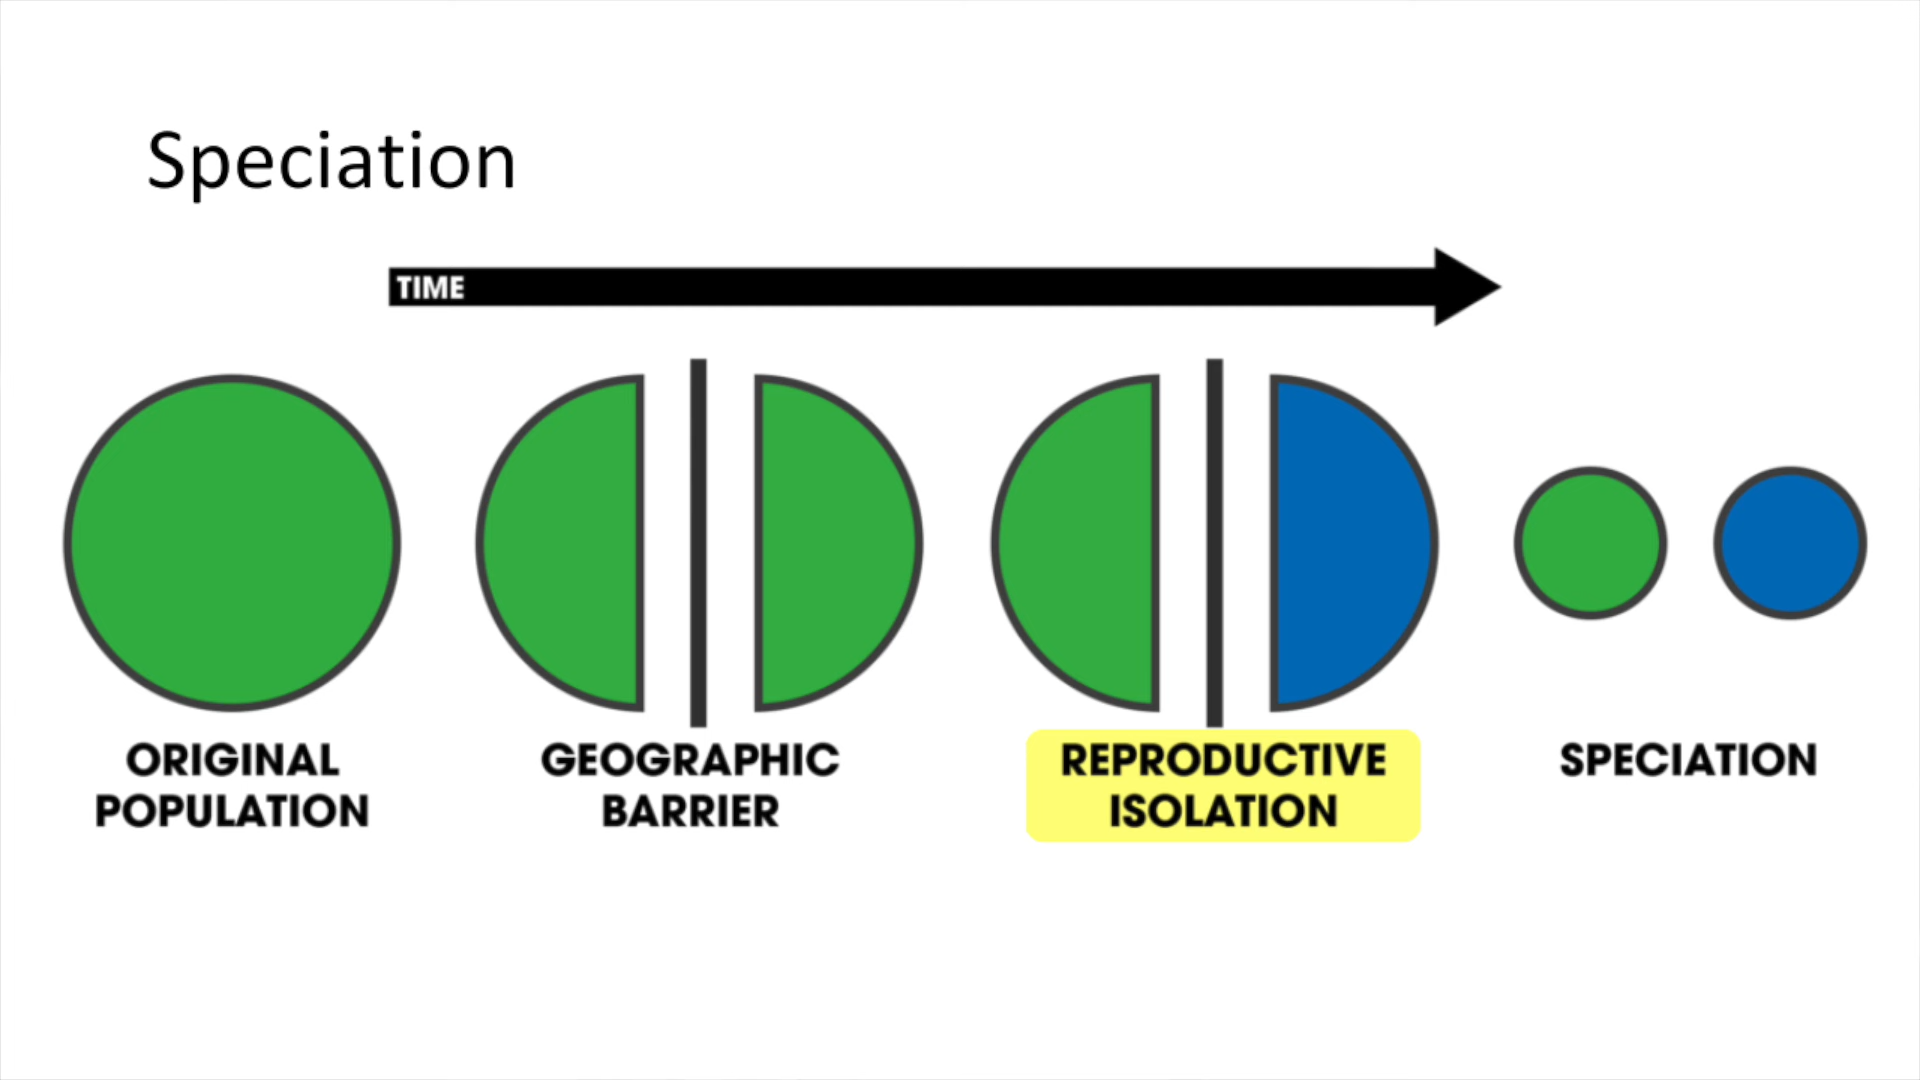 Speciation
TIME
ORIGINAL
POPULATION
GEOGRAPHIC
BARRIER
REPRODUCTIVE
ISOLATION
SPECIATION